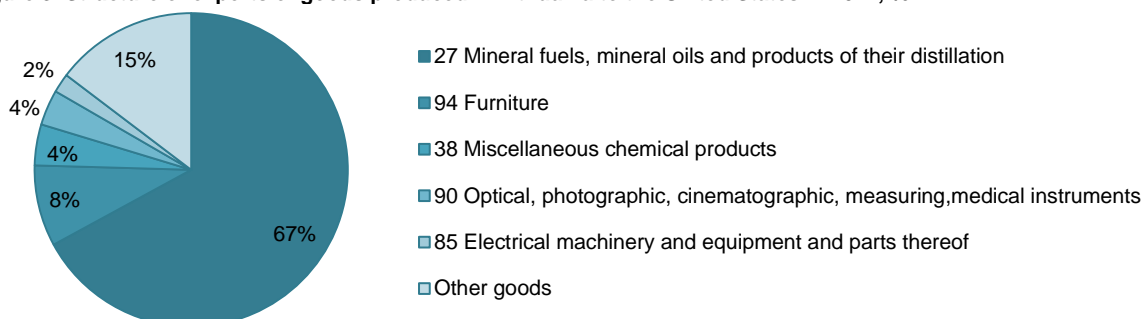 15%
2%
4%
4%
8%
67%
27 Mineral fuels, mineral oils and products of their distillation
94 Furniture
38 Miscellaneous chemical products
90 Optical, photographic, cinematographic, measuring,medical instruments
85 Electrical machinery and equipment and parts thereof
Other goods